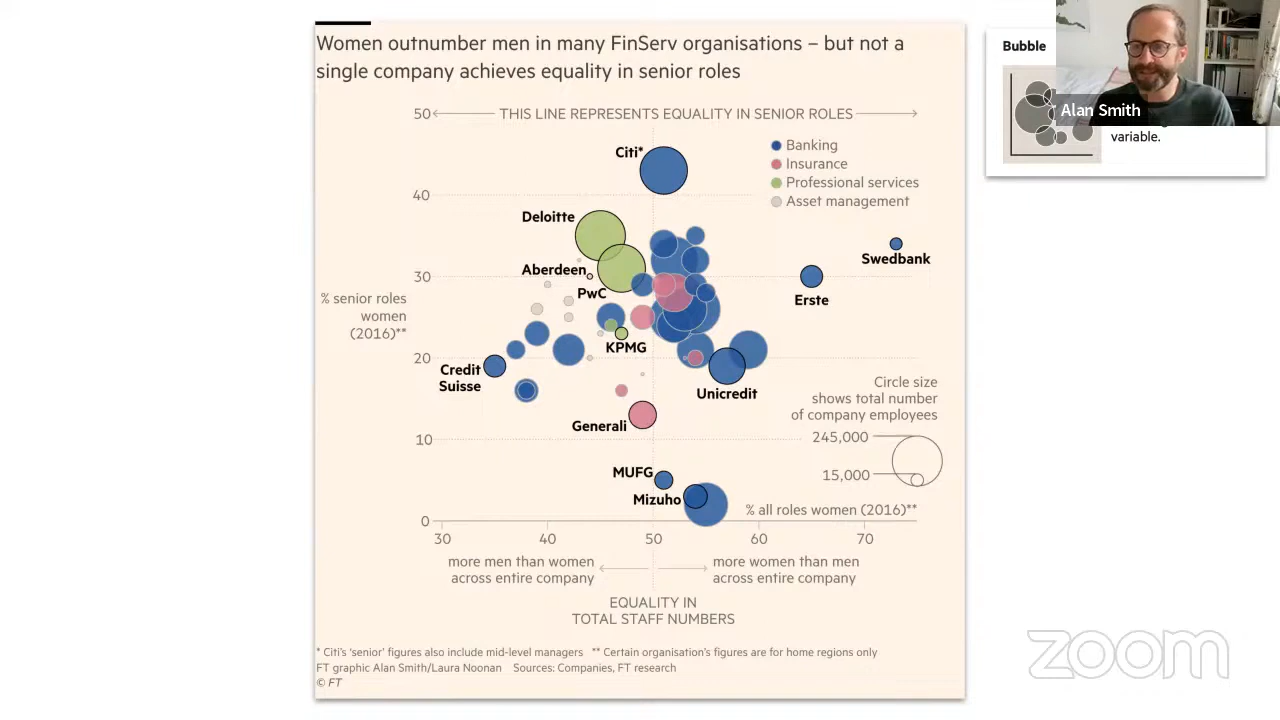 Women outnumber men in many FinServ organisations – but not a
single company achieves equality in senior roles
50
THIS LINE REPRESENTS EQUALITY IN SENIOR ROLES
Citi*
Banking
Insurance
Professional services
Asset management
40
Deloitte
Swedbank
Aberdeen
30
PwC
Erste
% senior roles
women
(2016)**
KPMG
20
Credit
Suisse
Unicredit
Circle size
shows total number
of company employees
Generali
245,000
10
15,000
MUFG
Mizuho
% all roles women (2016)**
0
30
40
50
60
70
more men than women
across entire company
more women than men
across entire company
EQUALITY IN
TOTAL STAFF NUMBERS
* Citi's 'senior' figures also include mid-level managers ** Certain organisation's figures are for home regions only
FT graphic Alan Smith/Laura Noonan Sources: Companies, FT research
© FT
Bubble
Alan Smith
variable.
zoom